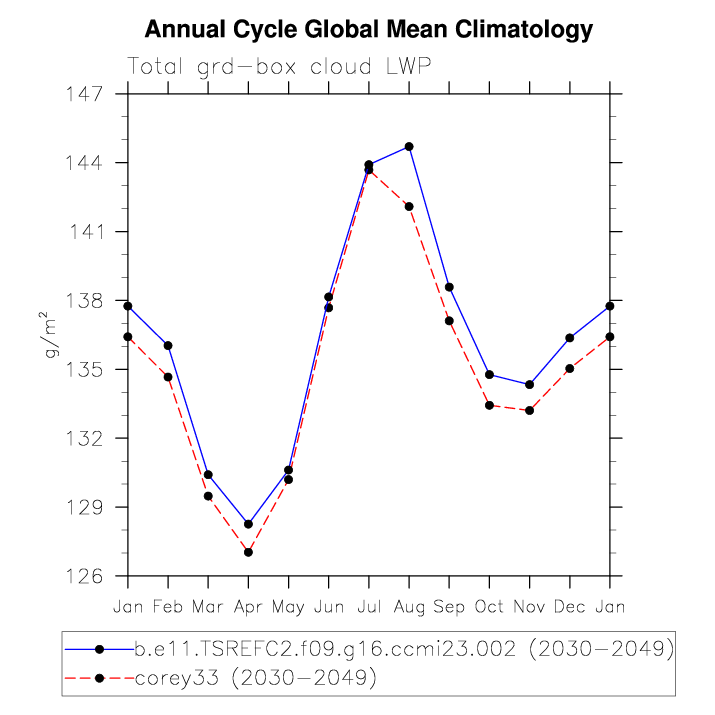 Annual Cycle Global Mean Climatology
Total grd-box cloud LWP
147
144
141
138
135
132
129
126
g/m²
Jan Feb Mar Apr May Jun Jul Aug Sep Oct Nov Dec Jan
b.e11.TSREFC2.f09.g16.ccmi23.002 (2030-2049)
corey33 (2030-2049)